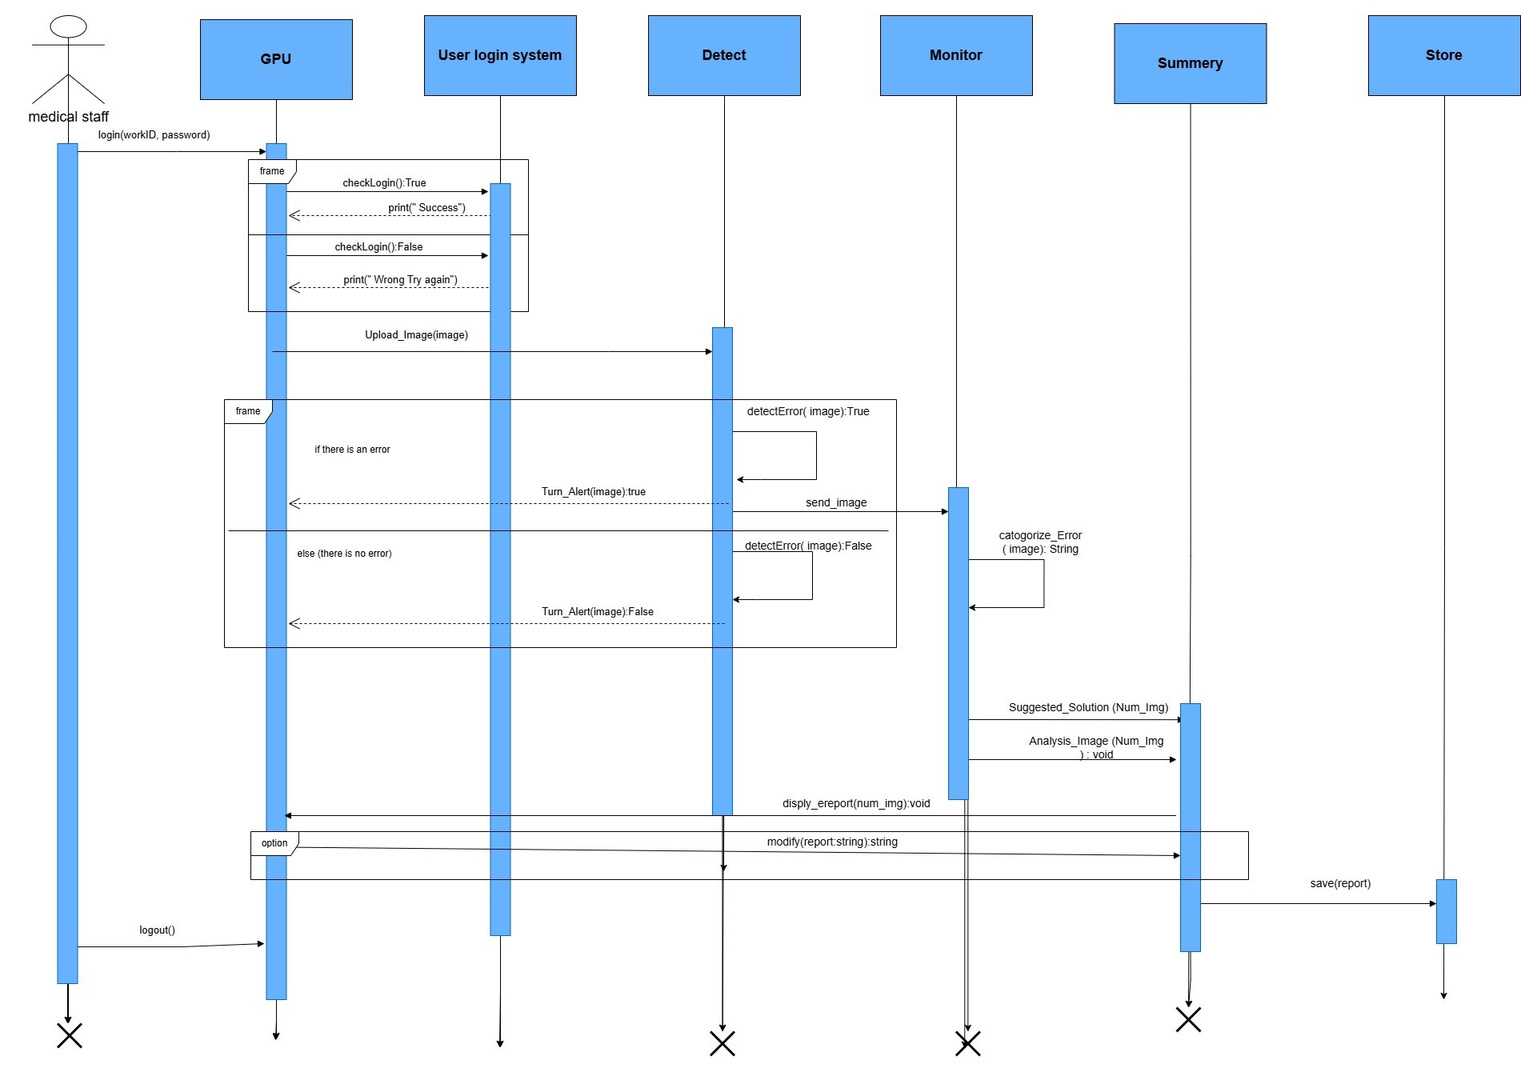 medical staff
GPU
User login system
Detect
Monitor
Summery
Store
login(workID, password)
frame
checkLogin():True
print(" Success")
checkLogin():False
print(" Wrong Try again")
Upload_Image(image)
frame
detectError( image):True
if there is an error
Turn_Alert(image):true
send_image
else (there is no error)
detectError( image):False
catogorize_Error
( image): String
Turn_Alert(image):False
Suggested_Solution (Num_Img)
Analysis_Image (Num_Img
) : void
disply_ereport(num_img):void
option
modify(report:string):string
save(report)
logout()